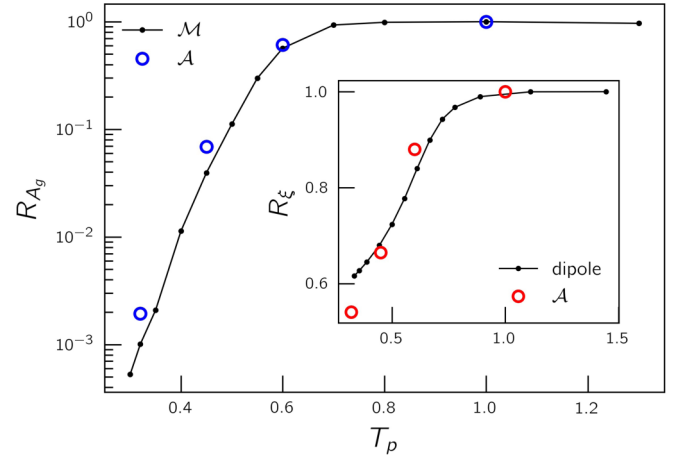 10⁰
10⁻¹
10⁻²
10⁻³
R_{A_g}
ℳ
𝒜
1.0
0.8
0.6
R_ξ
dipole
𝒜
0.5
1.0
1.5
0.4
0.6
0.8
1.0
1.2
T_p